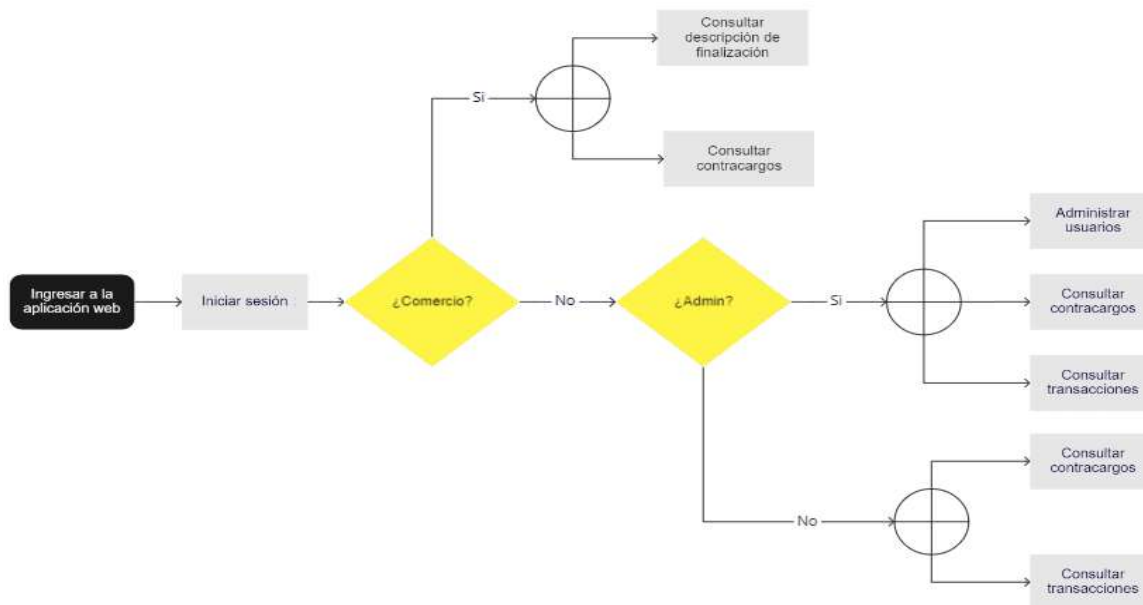 Consultar
descripción de
finalización
Si
Consultar
contracargos
Administrar
usuarios
Ingresar a la
aplicación web
Iniciar sesión
¿Comercio?
No
¿Admin?
Si
Consultar
contracargos
Consultar
transacciones
Consultar
contracargos
No
Consultar
transacciones